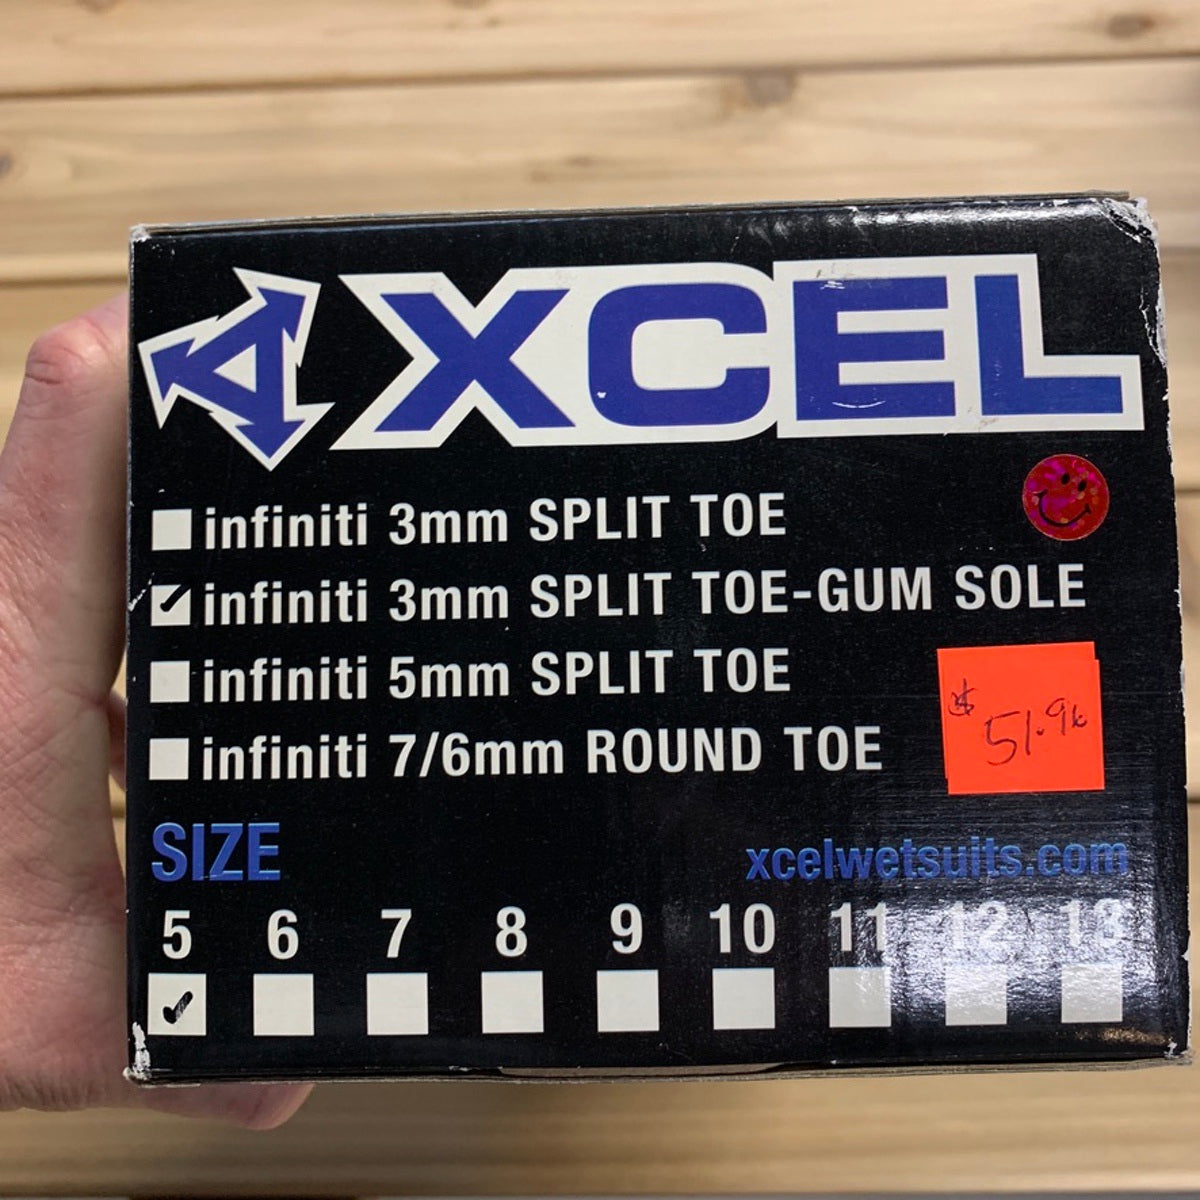 XCEL
infiniti 3mm SPLIT TOE
infiniti 3mm SPLIT TOE-GUM SOLE
infiniti 5mm SPLIT TOE
infiniti 7/6mm ROUND TOE
$ 51.96
SIZE
xcelwetsuits.com
5 6 7 8 9 10 11 12 13